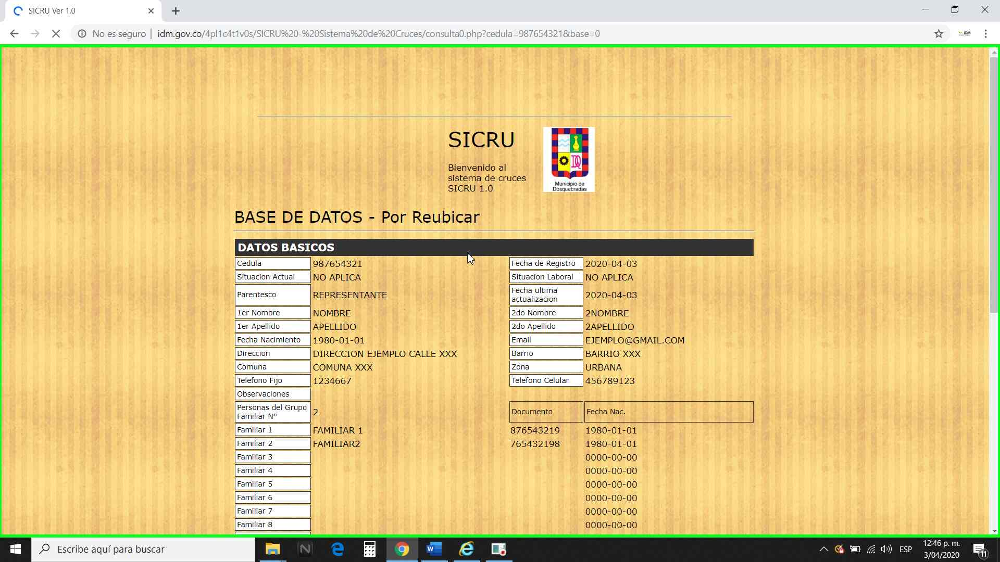 SICRU Ver 1.0
No es seguro | idm.gov.co/4pl1c4t1v0s/SICRU%20-%20Sistema%20de%20Cruces/consulta0.php?cedula=987654321&base=0
IDM
SICRU
Bienvenido al
sistema de cruces
SICRU 1.0
Municipio de
Dosquebradas
BASE DE DATOS - Por Reubicar
DATOS BASICOS
Cedula 987654321 Fecha de Registro 2020-04-03
Situacion Actual NO APLICA Situacion Laboral NO APLICA
Parentesco REPRESENTANTE Fecha ultima actualizacion 2020-04-03
1er Nombre NOMBRE 2do Nombre 2NOMBRE
1er Apellido APELLIDO 2do Apellido 2APELLIDO
Fecha Nacimiento 1980-01-01 Email EJEMPLO@GMAIL.COM
Direccion DIRECCION EJEMPLO CALLE XXX Barrio BARRIO XXX
Comuna COMUNA XXX Zona URBANA
Telefono Fijo 1234667 Telefono Celular 456789123
Observaciones
Personas del Grupo Familiar N° 2 Documento Fecha Nac.
Familiar 1 FAMILIAR 1 876543219 1980-01-01
Familiar 2 FAMILIAR2 765432198 1980-01-01
Familiar 3 0000-00-00
Familiar 4 0000-00-00
Familiar 5 0000-00-00
Familiar 6 0000-00-00
Familiar 7 0000-00-00
Familiar 8 0000-00-00
Escribe aquí para buscar
ESP
12:46 p. m.
3/04/2020
11